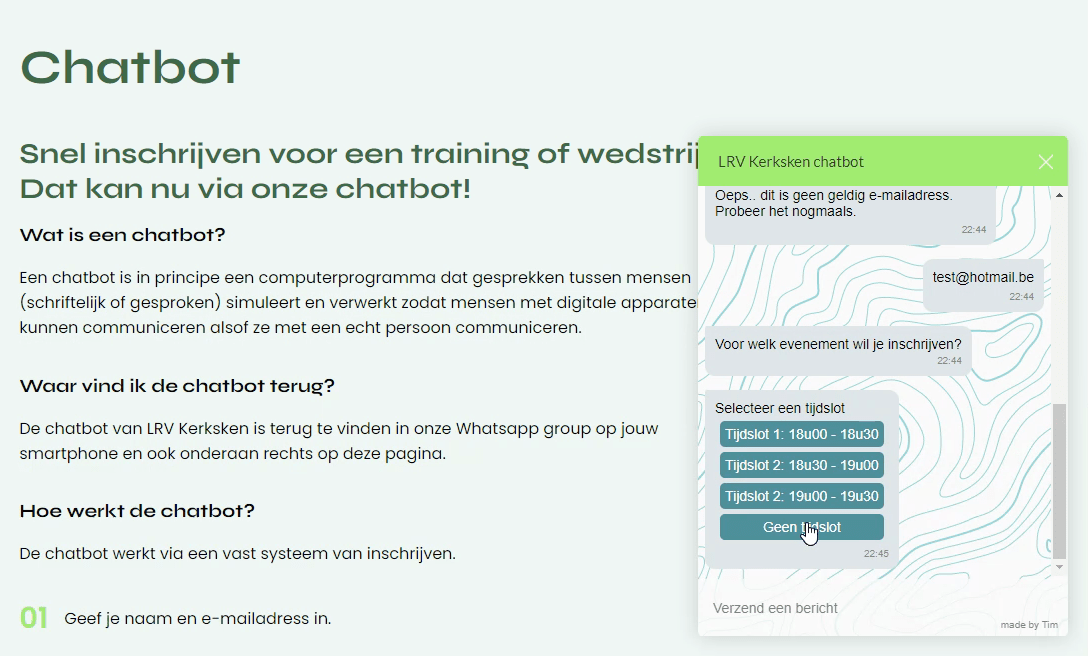 Chatbot
Snel inschrijven voor een training of wedstrij
Dat kan nu via onze chatbot!
Wat is een chatbot?
Een chatbot is in principe een computerprogramma dat gesprekken tussen mensen
(schriftelijk of gesproken) simuleert en verwerkt zodat mensen met digitale apparate
kunnen communiceren alsof ze met een echt persoon communiceren.
Waar vind ik de chatbot terug?
De chatbot van LRV Kerksken is terug te vinden in onze Whatsapp group op jouw
smartphone en ook onderaan rechts op deze pagina.
Hoe werkt de chatbot?
De chatbot werkt via een vast systeem van inschrijven.
01 Geef je naam en e-mailadress in.
LRV Kerksken chatbot
Oeps.. dit is geen geldig e-mailadress.
Probeer het nogmaals.
22:44
test@hotmail.be
22:44
Voor welk evenement wil je inschrijven?
22:44
Selecteer een tijdslot
Tijdslot 1: 18u00 - 18u30
Tijdslot 2: 18u30 - 19u00
Tijdslot 2: 19u00 - 19u30
Geen tijdslot
22:45
Verzend een bericht
made by Tim